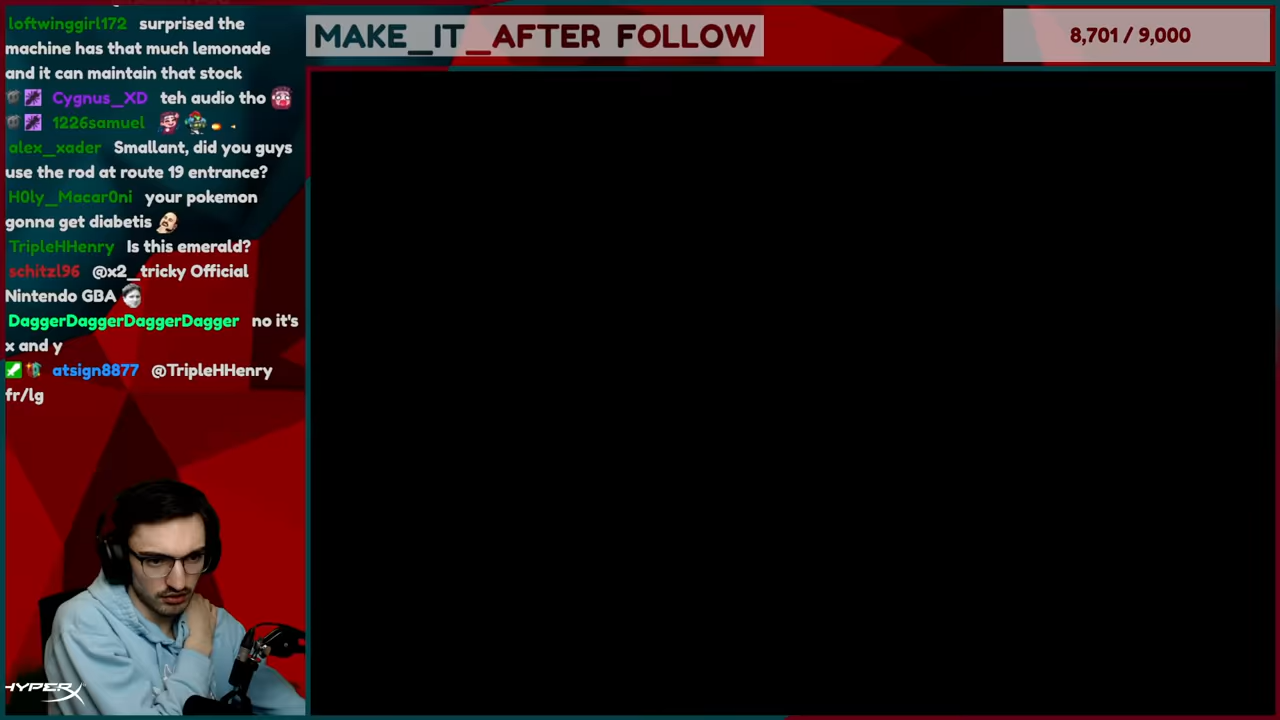 loftwinggirl172 surprised the
machine has that much lemonade
and it can maintain that stock
Cygnus_XD teh audio tho
1226samuel
alex_xader Smallant, did you guys
use the rod at route 19 entrance?
H0ly_Macar0ni your pokemon
gonna get diabetis
TripleHHenry Is this emerald?
schitzl96 @x2_tricky Official
Nintendo GBA
DaggerDaggerDaggerDagger no it's
x and y
atsign8877 @TripleHHenry
fr/lg
MAKE_IT_AFTER FOLLOW
8,701 / 9,000
HYPERX